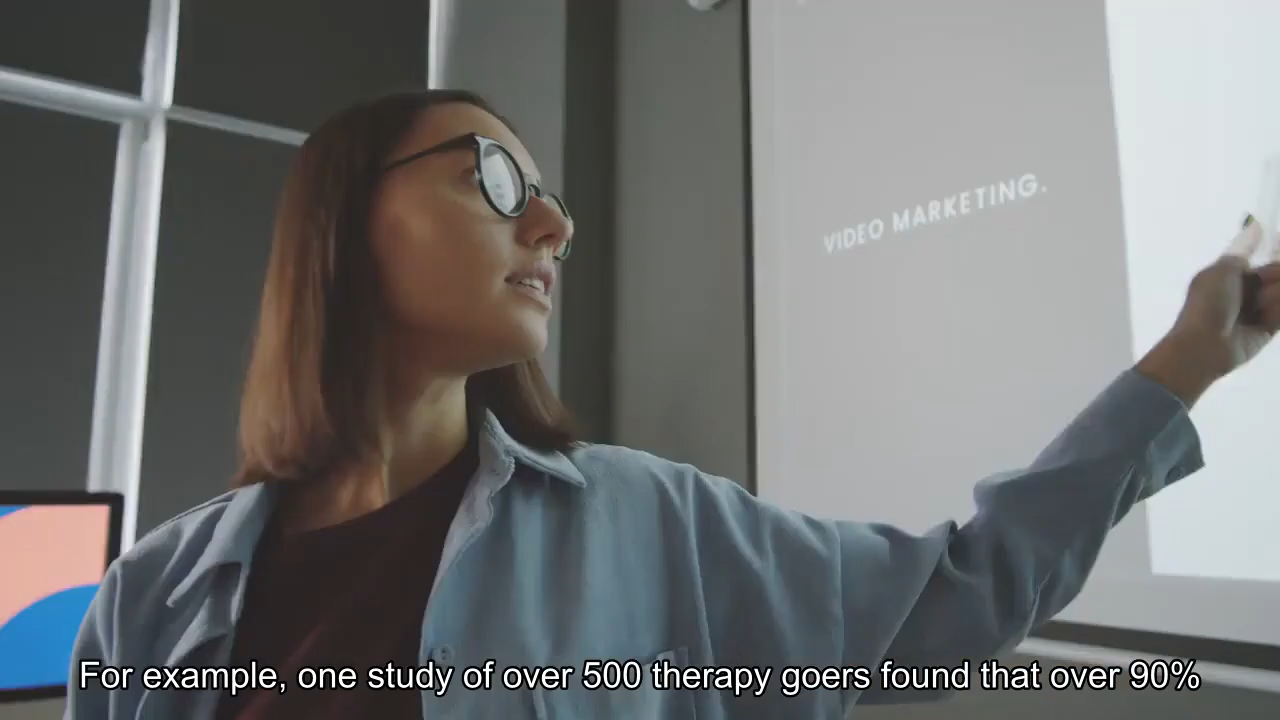 VIDEO MARKETING.
For example, one study of over 500 therapy goers found that over 90%